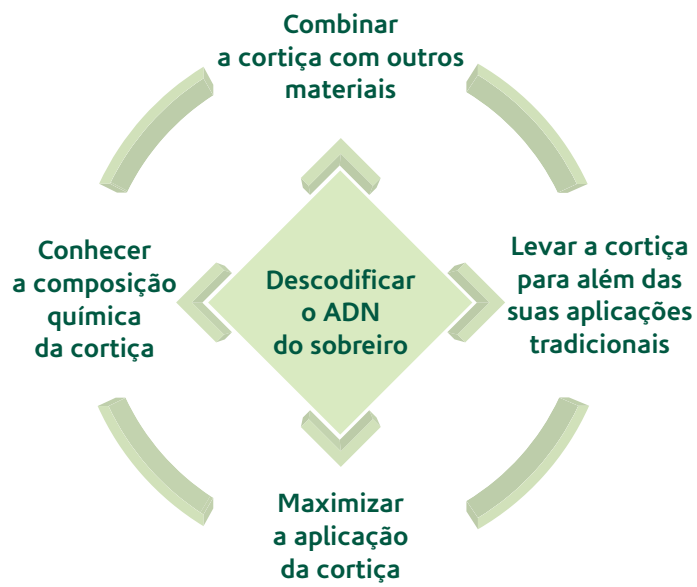 Combinar
a cortiça com outros
materiais
Conhecer
a composição
química
da cortiça
Descodificar
o ADN
do sobreiro
Levar a cortiça
para além das
suas aplicações
tradicionais
Maximizar
a aplicação
da cortiça